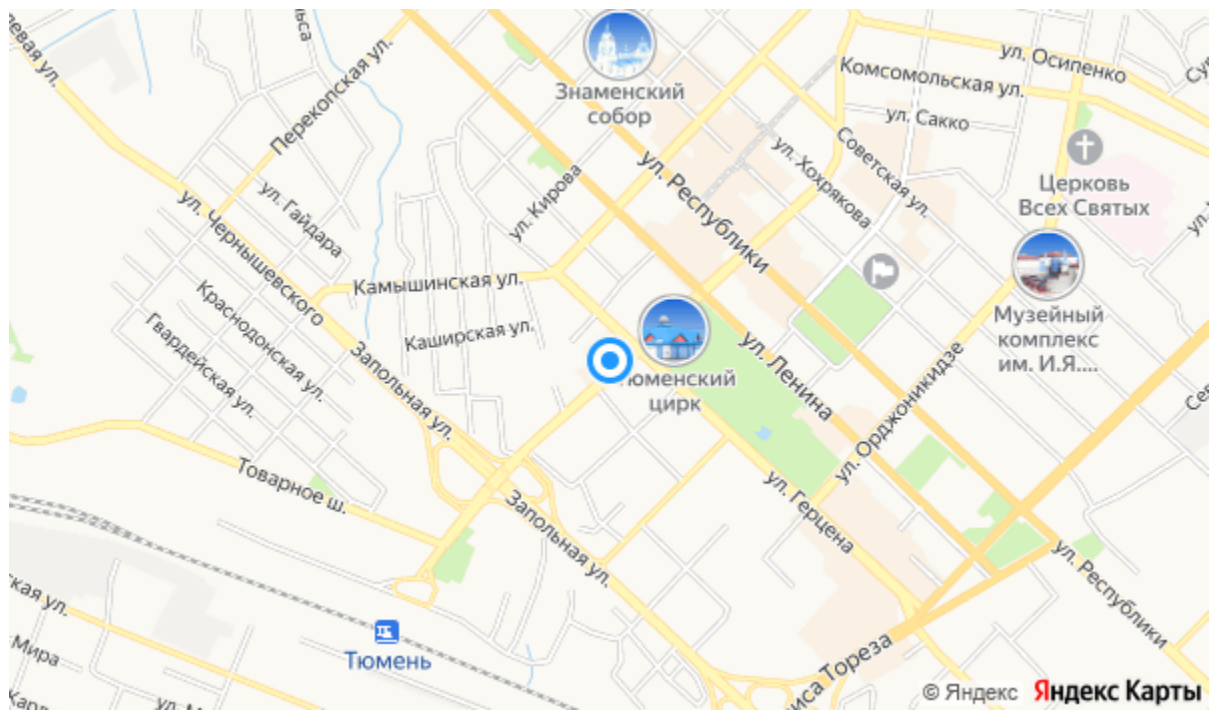 Перекопская ул.
ул. Осипенко
Комсомольская ул.
ул. Сакко
Знаменский
собор
ул. Хохрякова
Советская ул.
Церковь
Всех Святых
ул. Республики
ул. Кирова
ул. Гайдара
ул. Чернышевского
Камышинская ул.
Каширская ул.
Краснодонская ул.
Гвардейская ул.
Музейный
комплекс
им. И.Я....
Тюменский
цирк
ул. Ленина
ул. Орджоникидзе
Запольная ул.
Товарное ш.
ул. Герцена
Запольная ул.
ул. Республики
Тюмень
Мира
© Яндекс Яндекс Карты